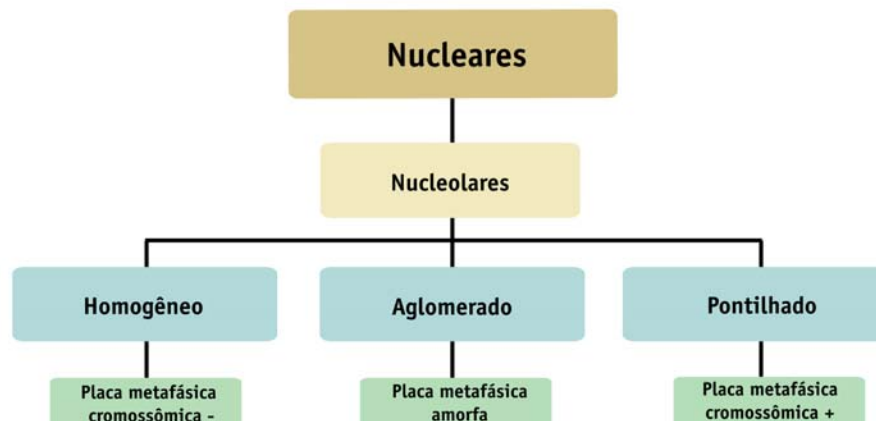 Nucleares
Nucleolares
Homogêneo
Aglomerado
Pontilhado
Placa metafásica
cromossômica -
Placa metafásica
amorfa
Placa metafásica
cromossômica +